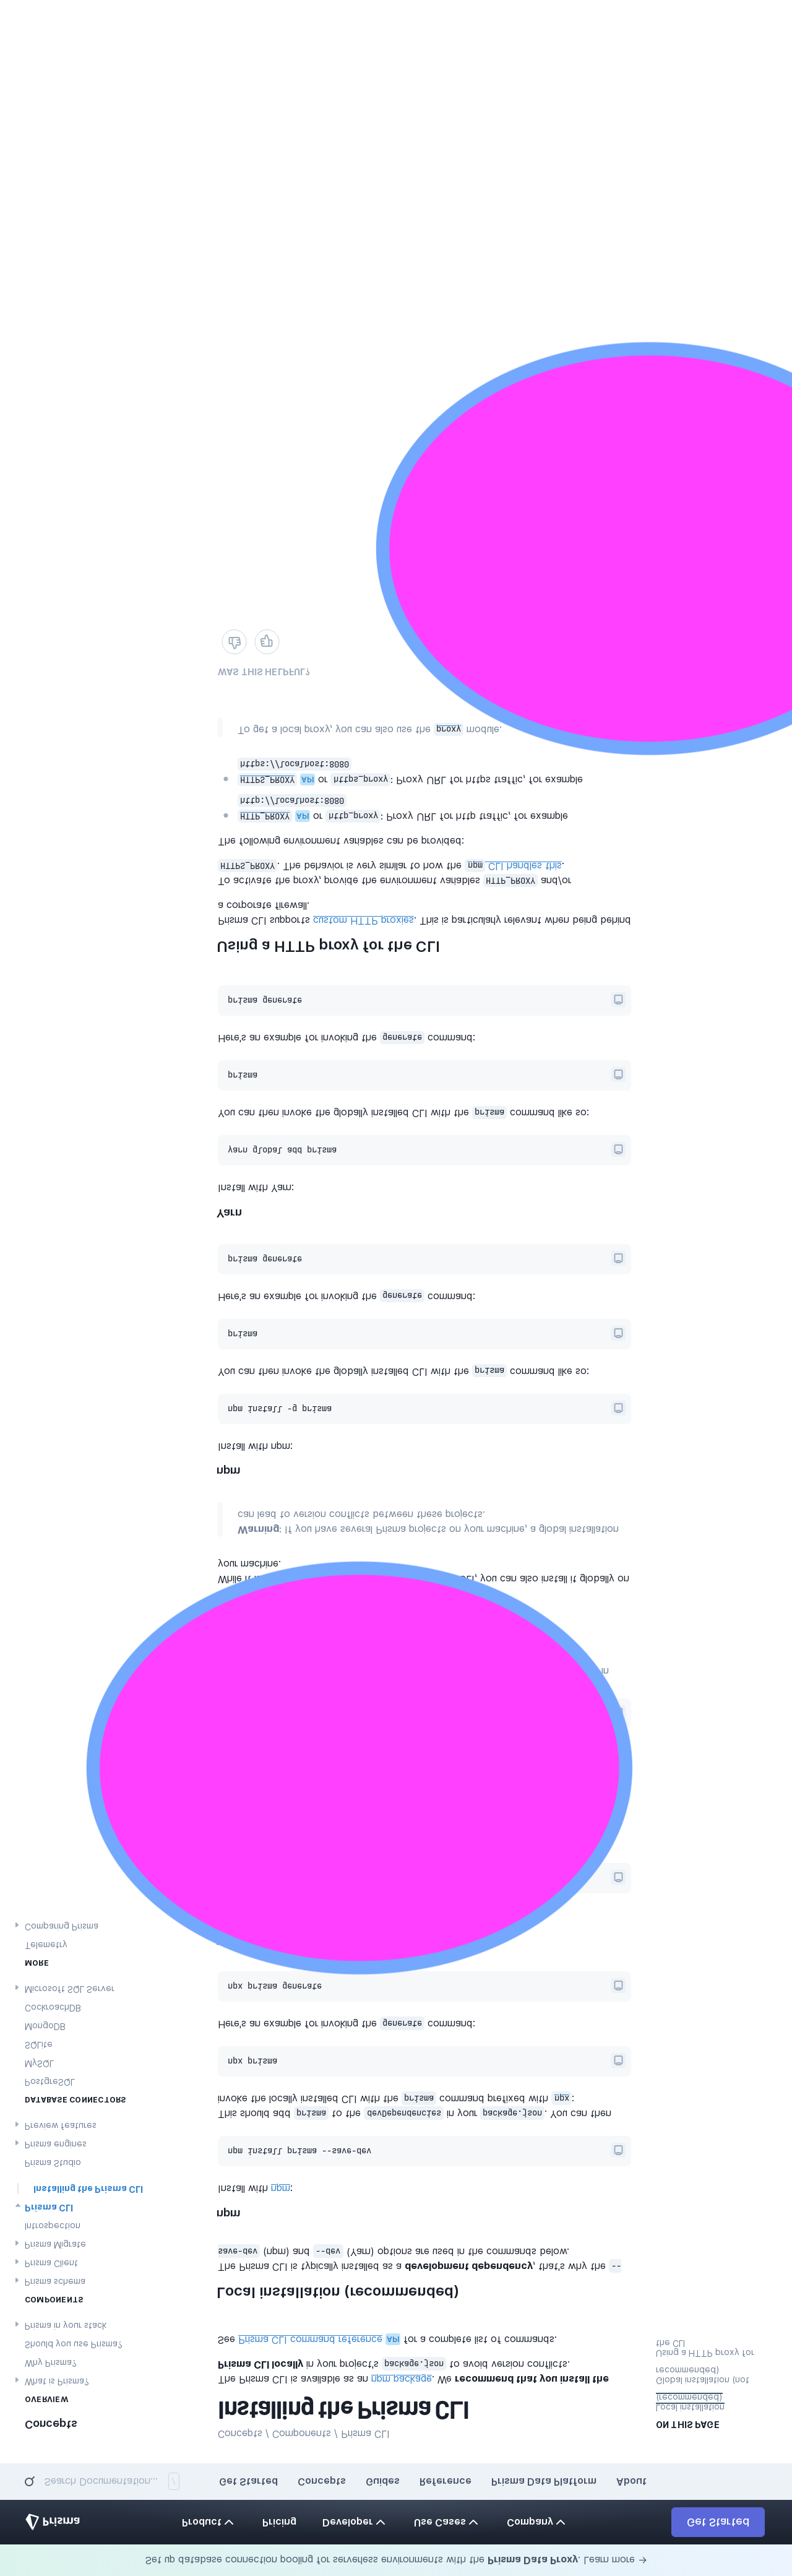 Set up database connection pooling for serverless environments with the Prisma Data Proxy. Learn more →
Prisma
Product
Pricing
Developer
Use Cases
Company
Get Started
Search Documentation... /
Get Started
Concepts
Guides
Reference
Prisma Data Platform
About
Concepts
OVERVIEW
What is Prisma?
Why Prisma?
Should you use Prisma?
Prisma in your stack
COMPONENTS
Prisma schema
Prisma Client
Prisma Migrate
Introspection
Prisma CLI
Installing the Prisma CLI
Prisma Studio
Prisma engines
Preview features
DATABASE CONNECTORS
PostgreSQL
MySQL
SQLite
MongoDB
CockroachDB
Microsoft SQL Server
MORE
Telemetry
Comparing Prisma
Concepts / Components / Prisma CLI
Installing the Prisma CLI
The Prisma CLI is available as an npm package. We recommend that you install the
Prisma CLI locally in your project's package.json to avoid version conflicts.
See Prisma CLI command reference API for a complete list of commands.
Local installation (recommended)
The Prisma CLI is typically installed as a development dependency, that's why the --
save-dev (npm) and --dev (Yarn) options are used in the commands below.
npm
Install with npm:
npm install prisma --save-dev
This should add prisma to the devDependencies in your package.json. You can then
invoke the locally installed CLI with the prisma command prefixed with npx:
npx prisma
Here's an example for invoking the generate command:
npx prisma generate
in
While it
, you can also install it globally on
your machine.
Warning: If you have several Prisma projects on your machine, a global installation
can lead to version conflicts between these projects.
npm
Install with npm:
npm install -g prisma
You can then invoke the globally installed CLI with the prisma command like so:
prisma
Here's an example for invoking the generate command:
prisma generate
Yarn
Install with Yarn:
yarn global add prisma
You can then invoke the globally installed CLI with the prisma command like so:
prisma
Here's an example for invoking the generate command:
prisma generate
Using a HTTP proxy for the CLI
Prisma CLI supports custom HTTP proxies. This is particularly relevant when being behind
a corporate firewall.
To activate the proxy, provide the environment variables HTTP_PROXY and/or
HTTPS_PROXY. The behavior is very similar to how the npm CLI handles this.
The following environment variables can be provided:
HTTP_PROXY API or http_proxy: Proxy URL for http traffic, for example
http://localhost:8080
HTTPS_PROXY API or https_proxy: Proxy URL for https traffic, for example
https://localhost:8080
To get a local proxy, you can also use the proxy module.
WAS THIS HELPFUL?
ON THIS PAGE
Local installation
(recommended)
Global installation (not
recommended)
Using a HTTP proxy for
the CLI